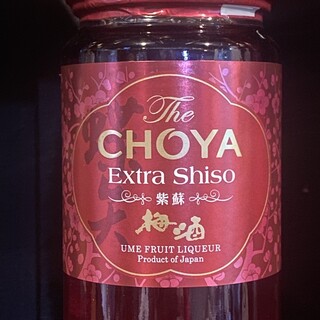 The
CHOYA
Extra Shiso
紫蘇
梅酒
UME FRUIT LIQUEUR
Product of Japan